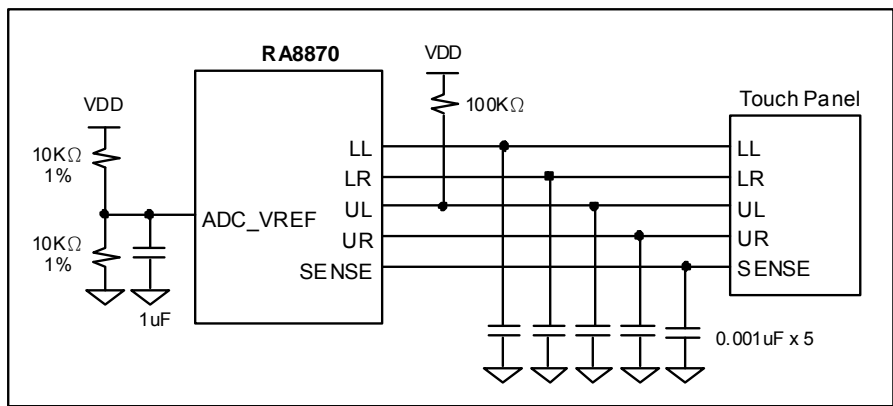 RA8870
VDD
100KΩ
VDD
10KΩ
1%
10KΩ
1%
1uF
ADC_VREF
LL
LR
UL
UR
SENSE
Touch Panel
LL
LR
UL
UR
SENSE
0.001uF x 5